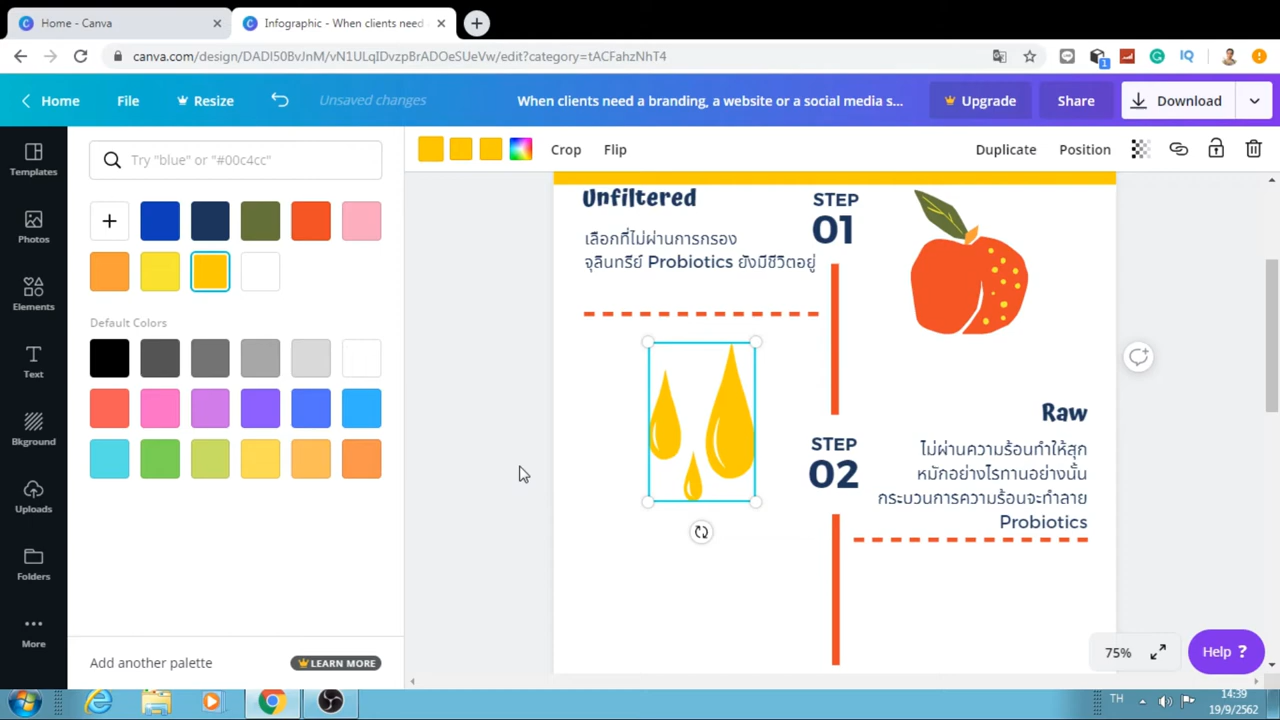 Home - Canva
Infographic - When clients need
canva.com/design/DADI50BvJnM/vN1ULqIDvzpBrADOeSUeVw/edit?category=tACFahzNhT4
Home
File
Resize
Unsaved changes
When clients need a branding, a website or a social media s...
Upgrade
Share
Download
Templates
Photos
Elements
Text
Bkground
Uploads
Folders
More
Try "blue" or "#00c4cc"
Default Colors
Add another palette
LEARN MORE
Crop
Flip
Duplicate
Position
Unfiltered
เลือกที่ไม่ผ่านการกรอง
จุลินทรีย์ Probiotics ยังมีชีวิตอยู่
STEP
01
STEP
02
Raw
ไม่ผ่านความร้อนทำให้สุก
หมักอย่างไรทานอย่างนั้น
กระบวนการความร้อนจะทำลาย
Probiotics
75%
Help ?
TH
14:39
19/9/2562